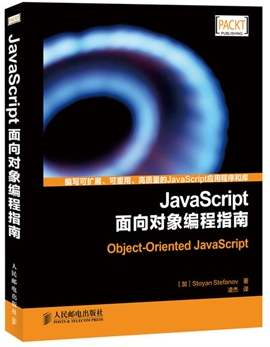 PACKT
PUBLISHING
编写可扩展、可重用、高质量的JavaScript应用程序和库
JavaScript
面向对象编程指南
Object-Oriented JavaScript
[加] Stoyan Stefanov 著
凌杰 译
人民邮电出版社
POSTS & TELECOM PRESS
JavaScript 面向对象编程指南
人民邮电出版社